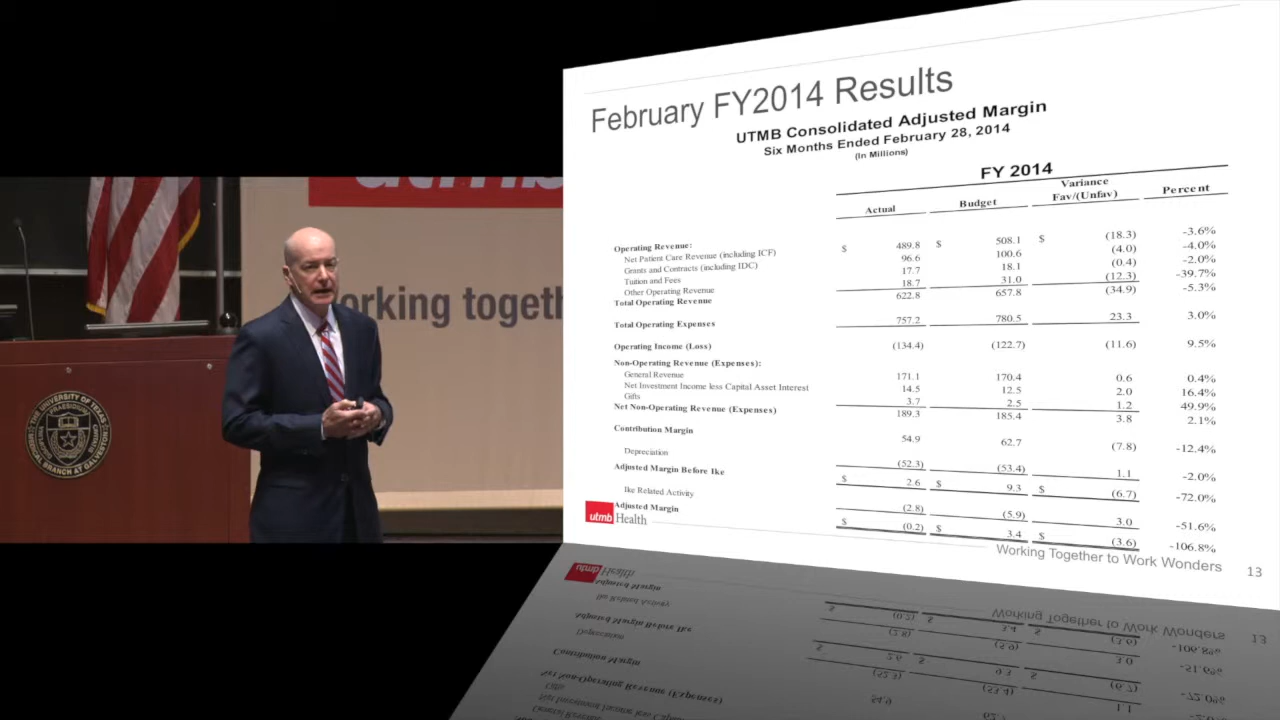 February FY2014 Results
UTMB Consolidated Adjusted Margin
Six Months Ended February 28, 2014
(In Millions)
FY 2014
Actual Budget Variance Fav/(Unfav) Percent
Operating Revenue:
Net Patient Care Revenue (including ICF) $ 489.8 $ 508.1 $ (18.3) -3.6%
Grants and Contracts (including IDC) 96.6 100.6 (4.0) -4.0%
Tuition and Fees 17.7 18.1 (0.4) -2.0%
Other Operating Revenue 18.7 31.0 (12.3) -39.7%
Total Operating Revenue 622.8 657.8 (34.9) -5.3%
Total Operating Expenses 757.2 780.5 23.3 3.0%
Operating Income (Loss) (134.4) (122.7) (11.6) 9.5%
Non-Operating Revenue (Expenses):
General Revenue 171.1 170.4 0.6 0.4%
Net Investment Income less Capital Asset Interest 14.5 12.5 2.0 16.4%
Gifts 3.7 2.5 1.2 49.9%
Net Non-Operating Revenue (Expenses) 189.3 185.4 3.8 2.1%
Contribution Margin 54.9 62.7 (7.8) -12.4%
Depreciation (52.3) (53.4) 1.1 -2.0%
Adjusted Margin Before Ike $ 2.6 $ 9.3 $ (6.7) -72.0%
Ike Related Activity (2.8) (5.9) 3.0 -51.6%
Adjusted Margin $ (0.2) $ 3.4 $ (3.6) -106.8%
utmb Health
Working Together to Work Wonders 13
orking togeth
THE UNIVERSITY OF TEXAS
MEDICAL BRANCH AT GALVESTON
PRAESIDIUM